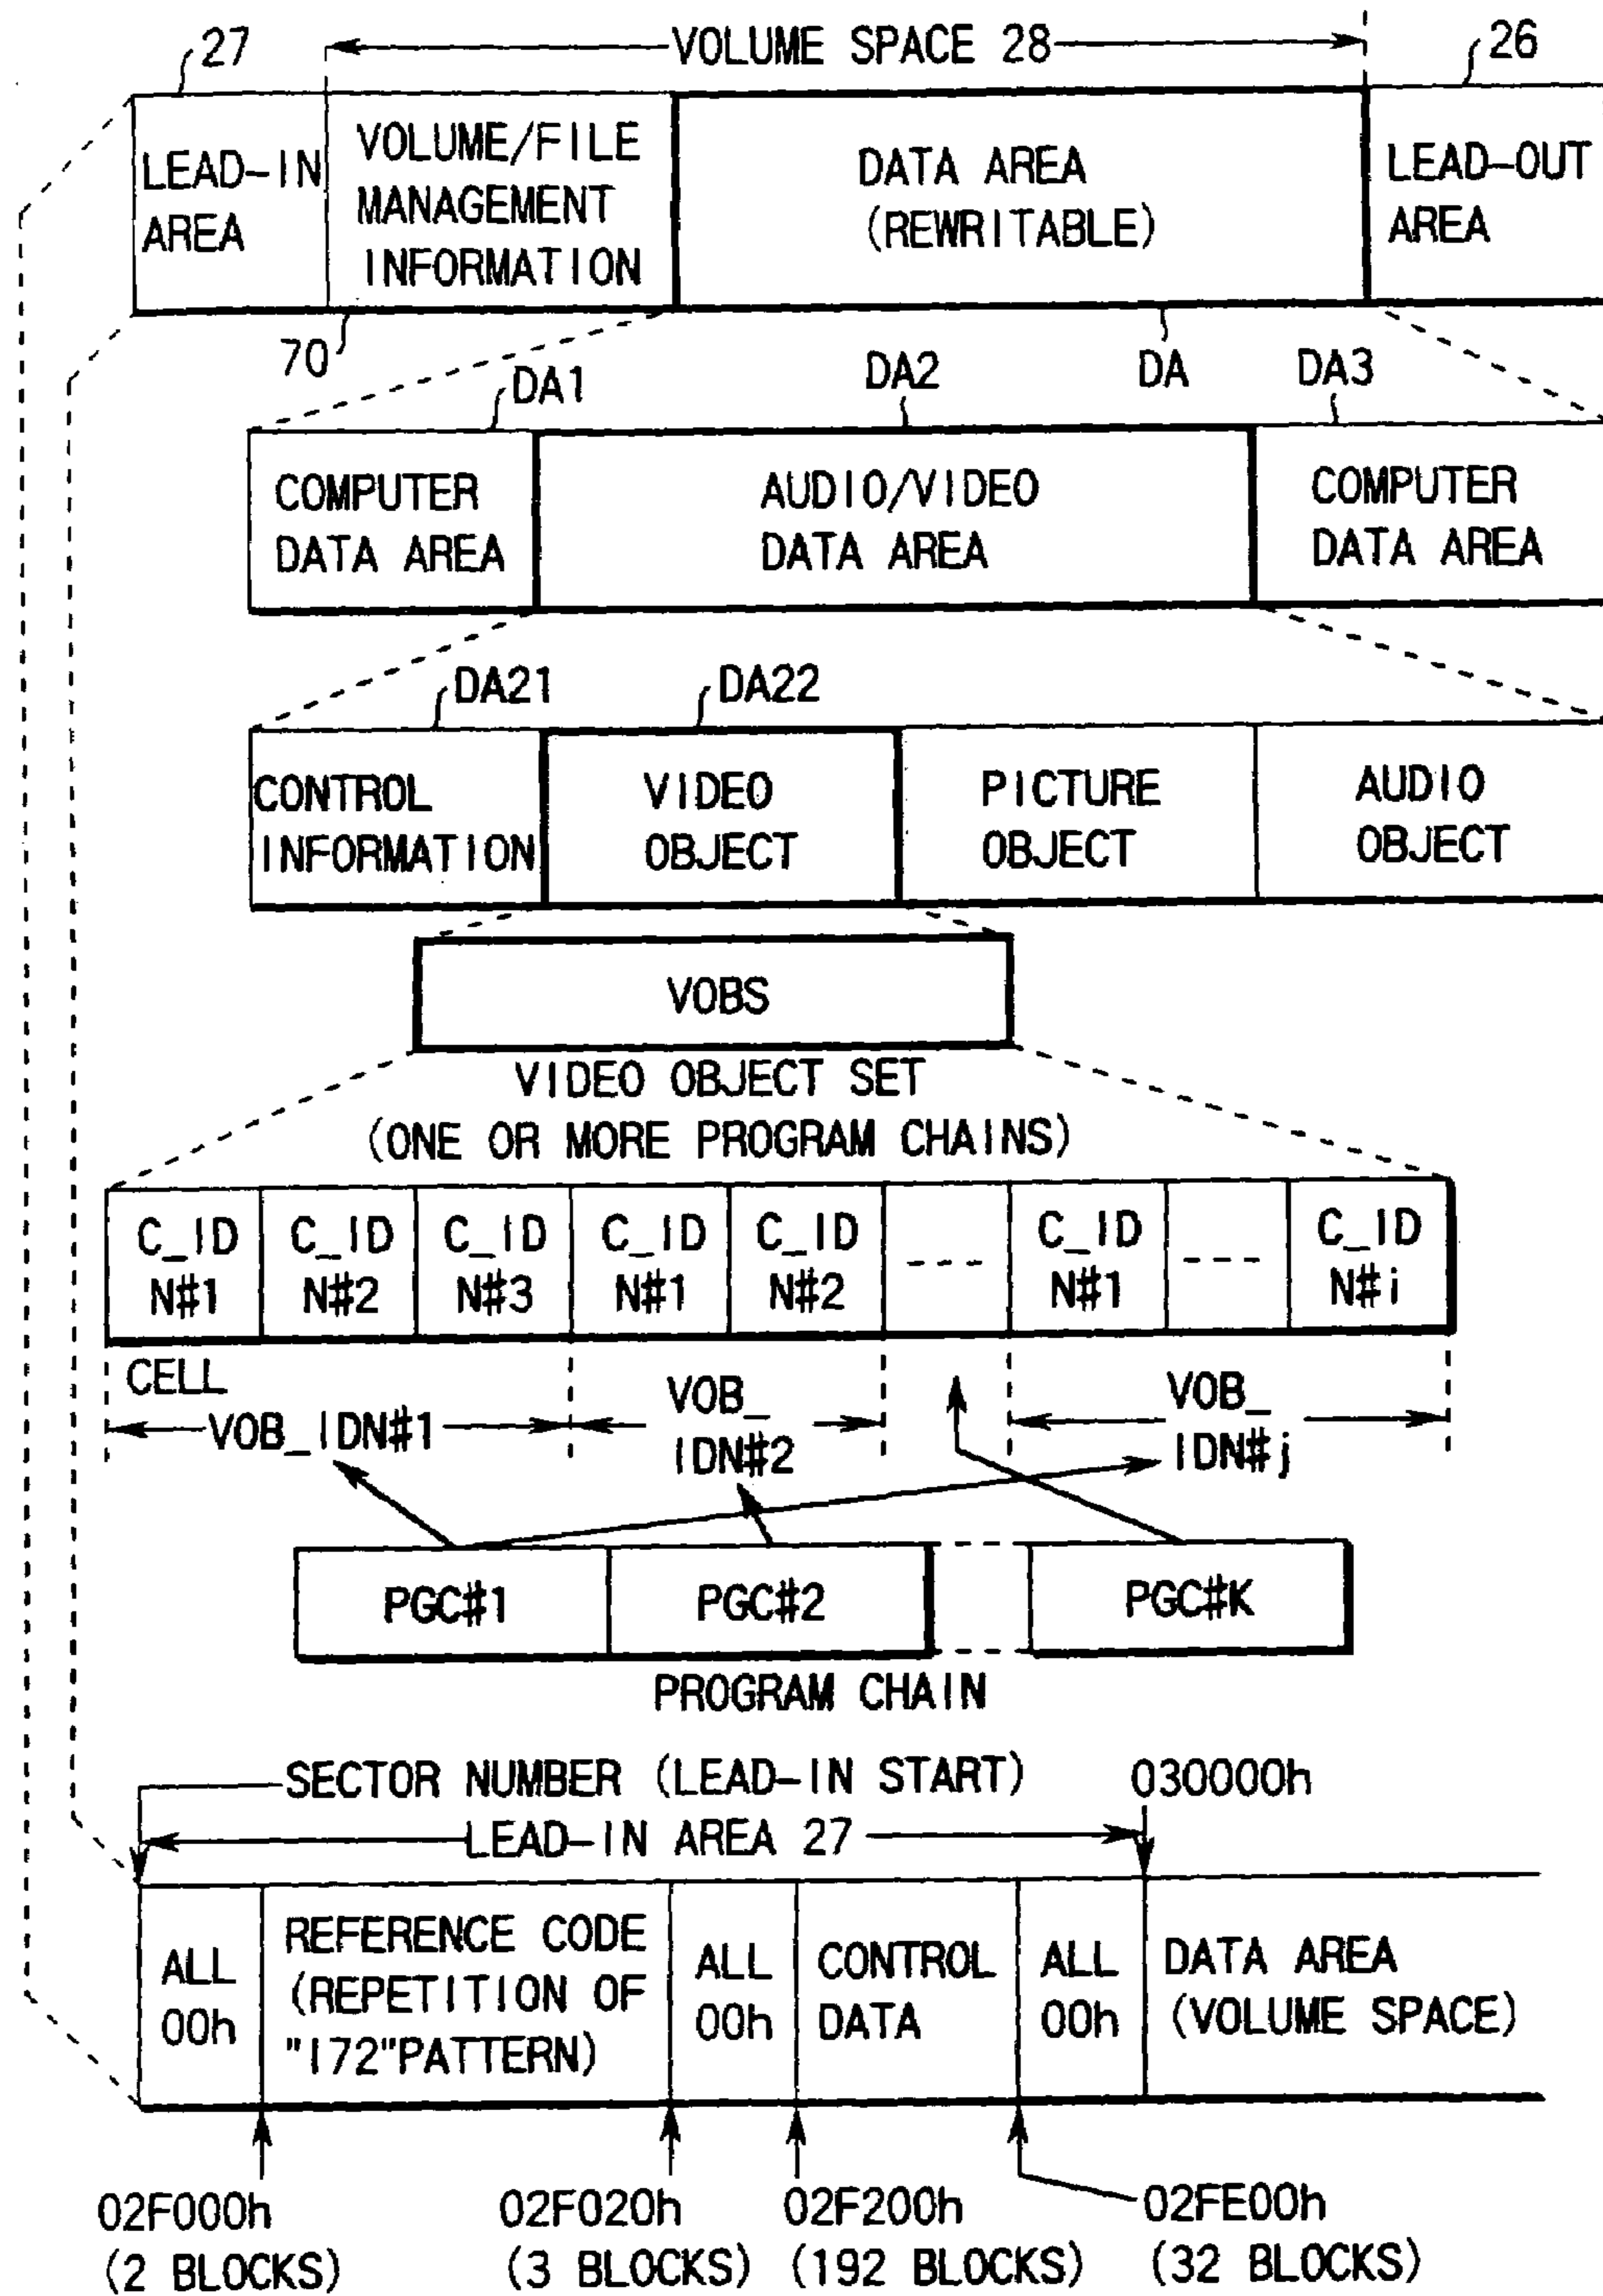 27
VOLUME SPACE 28
26
LEAD-IN
AREA
VOLUME/FILE
MANAGEMENT
INFORMATION
DATA AREA
(REWRITABLE)
LEAD-OUT
AREA
70
DA1
DA2
DA
DA3
COMPUTER
DATA AREA
AUDIO/VIDEO
DATA AREA
COMPUTER
DATA AREA
DA21
DA22
CONTROL
INFORMATION
VIDEO
OBJECT
PICTURE
OBJECT
AUDIO
OBJECT
VOBS
VIDEO OBJECT SET
(ONE OR MORE PROGRAM CHAINS)
C_ID
N#1
C_ID
N#2
C_ID
N#3
C_ID
N#1
C_ID
N#2
----
C_ID
N#1
----
C_ID
N#i
CELL
VOB_IDN#1
VOB_
IDN#2
VOB_
IDN#j
PGC#1
PGC#2
PGC#K
PROGRAM CHAIN
SECTOR NUMBER (LEAD-IN START)
030000h
LEAD-IN AREA 27
ALL
00h
REFERENCE CODE
(REPETITION OF
"172"PATTERN)
ALL
00h
CONTROL
DATA
ALL
00h
DATA AREA
(VOLUME SPACE)
02F000h
(2 BLOCKS)
02F020h
(3 BLOCKS)
02F200h
(192 BLOCKS)
02FE00h
(32 BLOCKS)